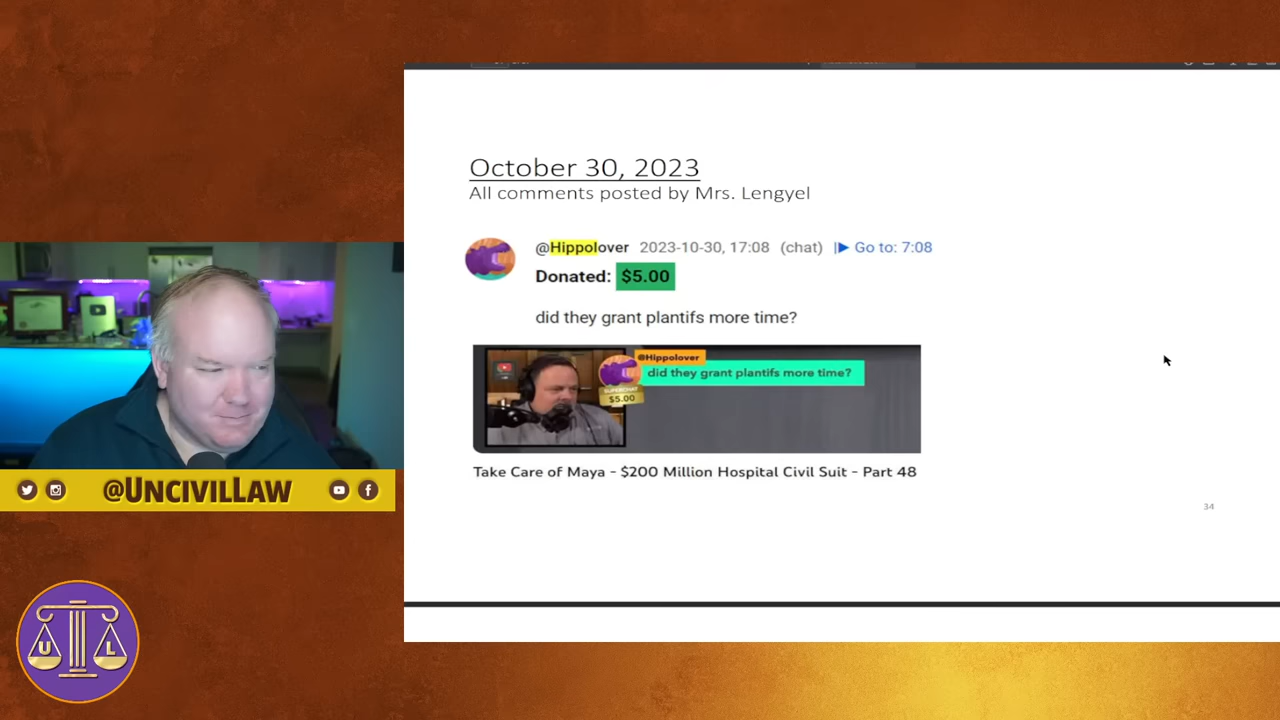 October 30, 2023
All comments posted by Mrs. Lengyel
@Hippolover 2023-10-30, 17:08 (chat) Go to: 7:08
Donated: $5.00
did they grant plantifs more time?
@Hippolover
did they grant plantifs more time?
SUPERCHAT
$5.00
Take Care of Maya - $200 Million Hospital Civil Suit - Part 48
34
@UNCIVILLAW
U L